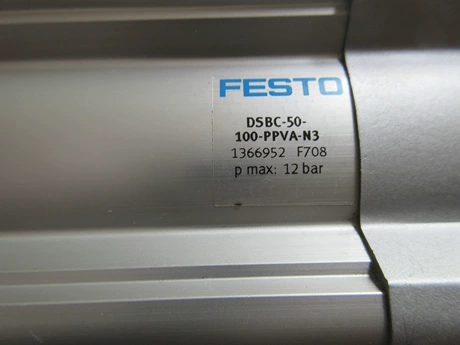 FESTO
DSBC-50-
100-PPVA-N3
1366952 F708
p max: 12 bar